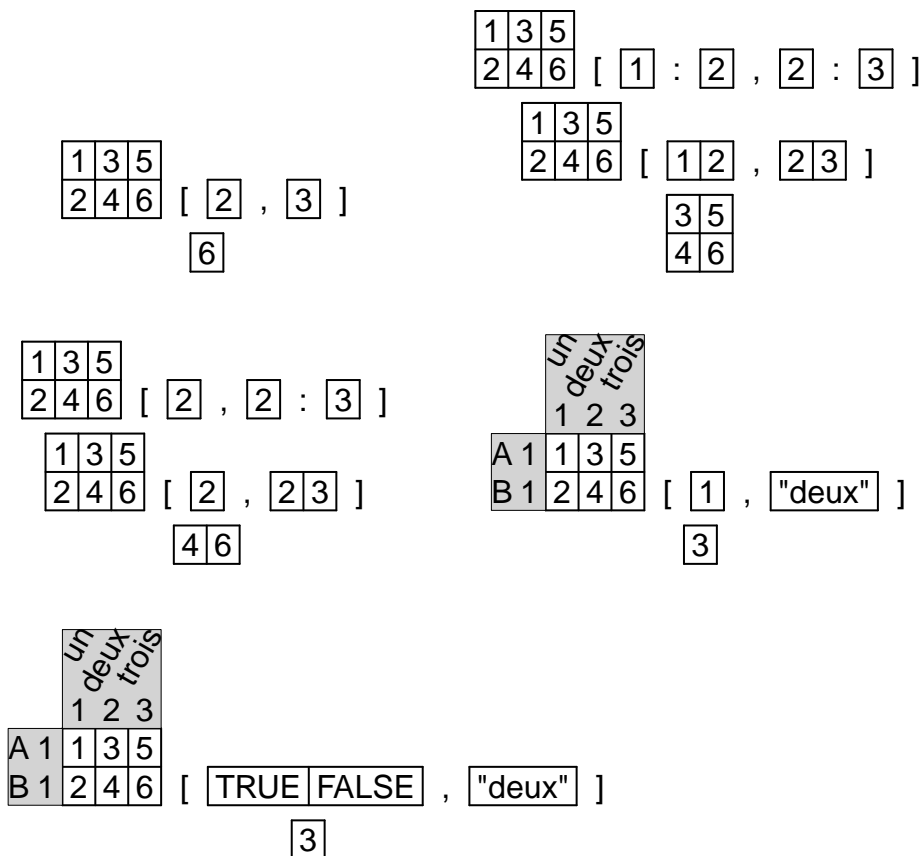 1 3 5
2 4 6 [ 2 , 3 ]
6
1 3 5
2 4 6 [ 1 : 2 , 2 : 3 ]
1 3 5
2 4 6 [ 1 2 , 2 3 ]
3 5
4 6
1 3 5
2 4 6 [ 2 , 2 : 3 ]
1 3 5
2 4 6 [ 2 , 2 3 ]
4 6
un deux trois
1 2 3
A 1 1 3 5
B 1 2 4 6 [ 1 , "deux" ]
3
un deux trois
1 2 3
A 1 1 3 5
B 1 2 4 6 [ TRUE FALSE , "deux" ]
3